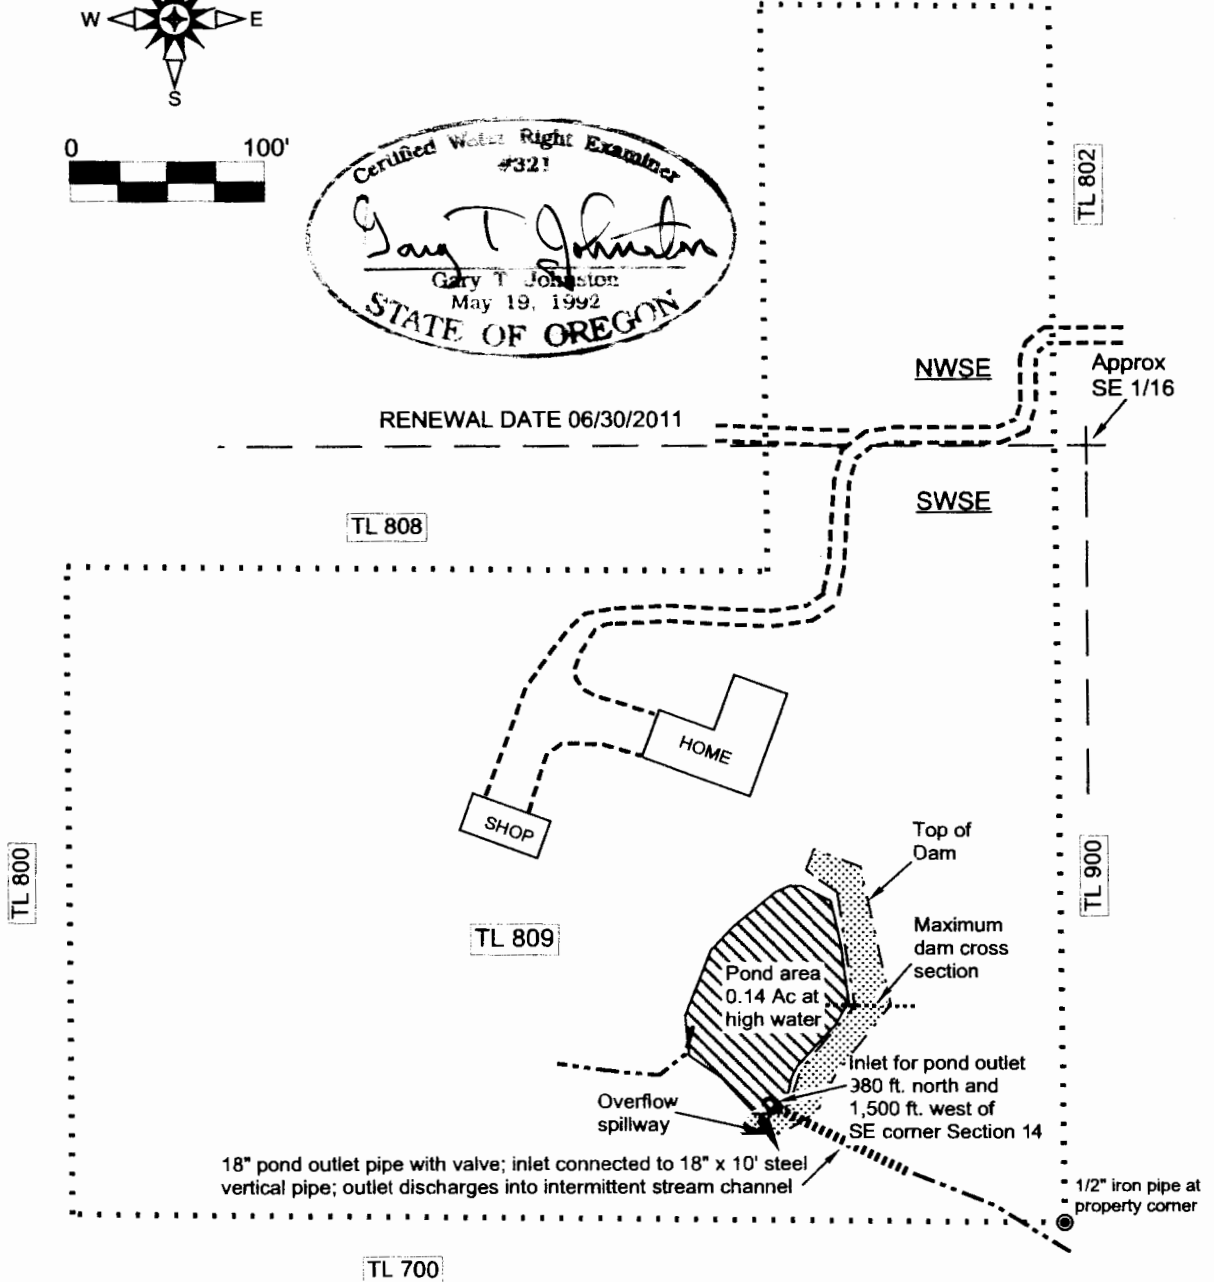 W
E
S
0
100'
Certified Water Right Examiner
#321
Gary T Johnston
Gary T Johnston
May 19, 1992
STATE OF OREGON
TL 802
NWSE
Approx
SE 1/16
RENEWAL DATE 06/30/2011
SWSE
TL 808
HOME
SHOP
TL 800
TL 809
Top of
Dam
TL 900
Maximum
dam cross
section
Pond area
0.14 Ac at
high water
Inlet for pond outlet
980 ft. north and
1,500 ft. west of
SE corner Section 14
Overflow
spillway
18" pond outlet pipe with valve; inlet connected to 18" x 10' steel
vertical pipe; outlet discharges into intermittent stream channel
1/2" iron pipe at
property corner
TL 700